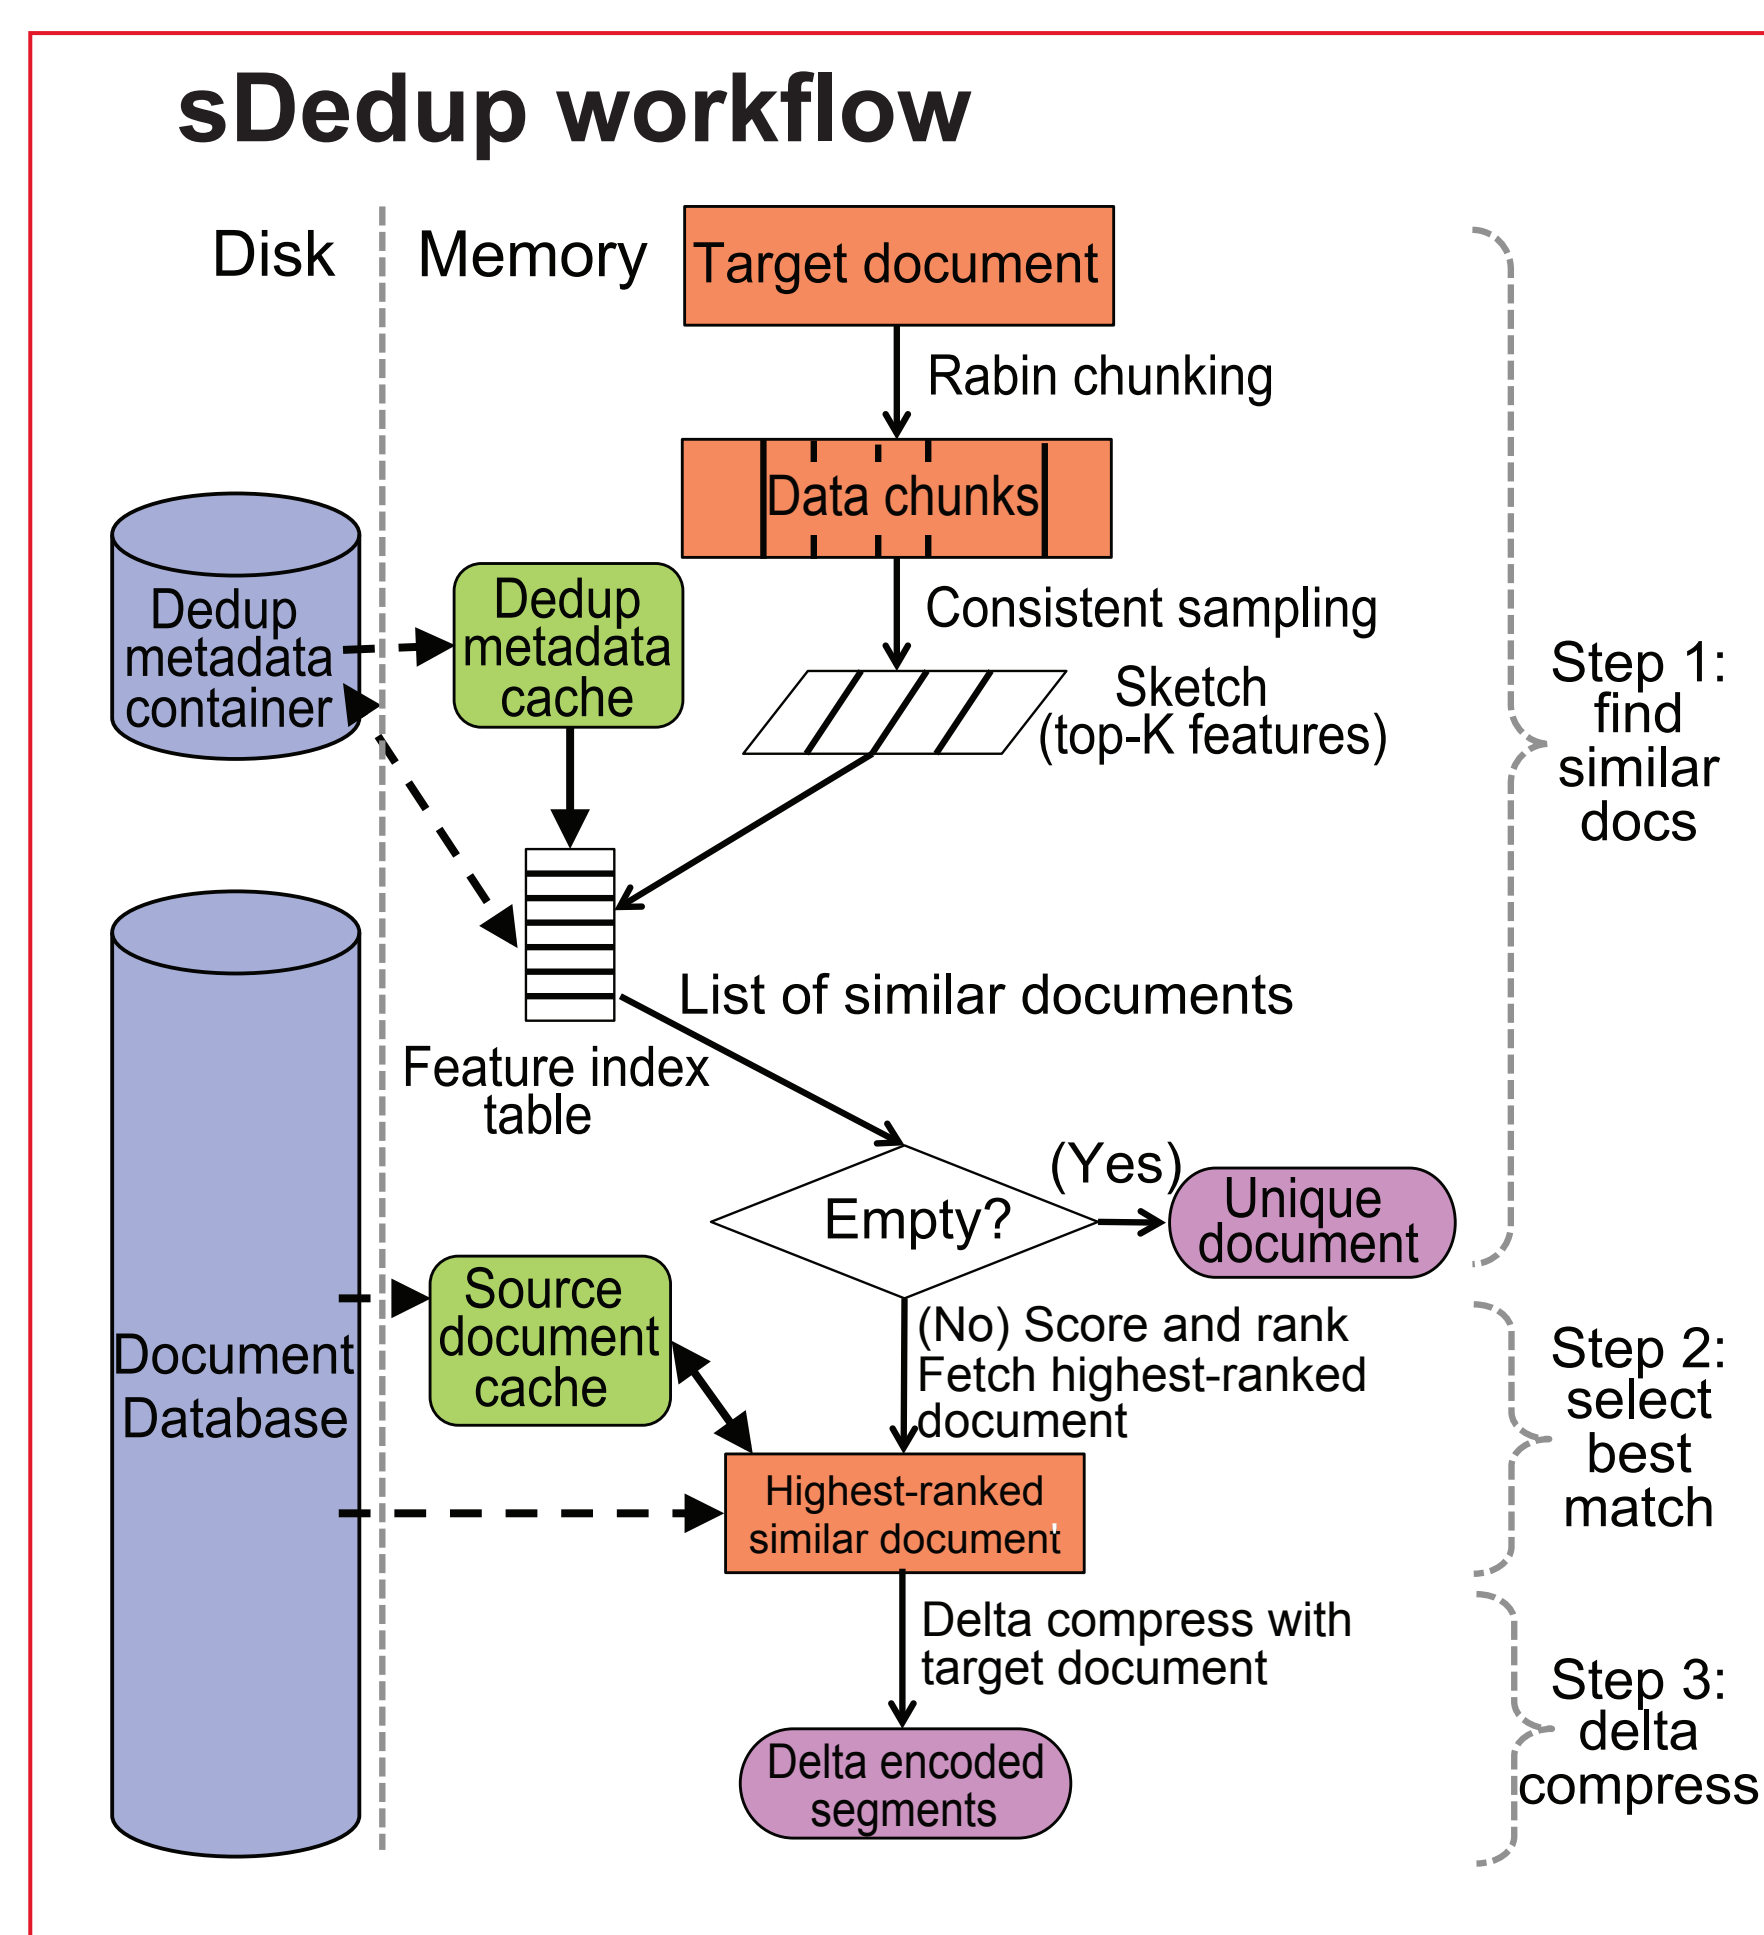 sDedup workflow
Disk
Memory
Target document
Rabin chunking
Data chunks
Dedup
metadata
container
Dedup
metadata
cache
Consistent sampling
Sketch
(top-K features)
Step 1:
find
similar
docs
List of similar documents
Feature index
table
Empty?
(Yes)
Unique
document
Document
Database
Source
document
cache
(No) Score and rank
Fetch highest-ranked
document
Step 2:
select
best
match
Highest-ranked
similar document
Delta compress with
target document
Step 3:
delta
compress
Delta encoded
segments